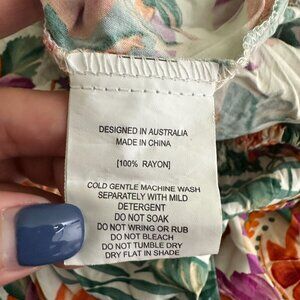 DESIGNED IN AUSTRALIA
MADE IN CHINA
[100% RAYON]
COLD GENTLE MACHINE WASH
SEPARATELY WITH MILD
DETERGENT
DO NOT SOAK
DO NOT WRING OR RUB
DO NOT BLEACH
DO NOT TUMBLE DRY
DRY FLAT IN SHADE